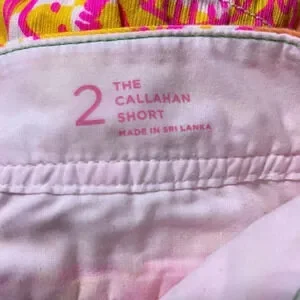 2
THE
CALLAHAN
SHORT
MADE IN SRI LANKA